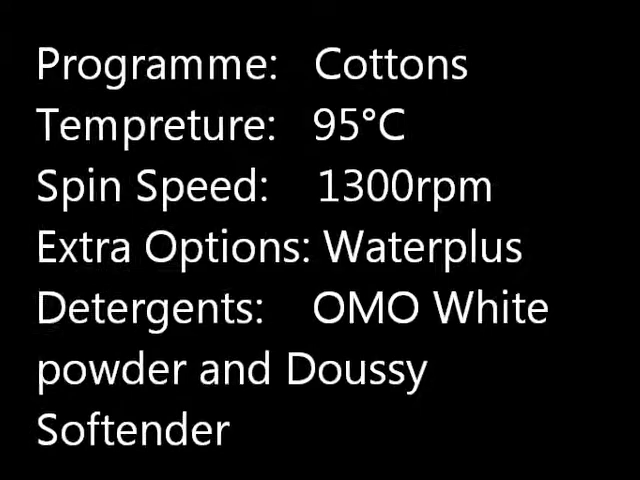 Programme: Cottons
Tempreture: 95°C
Spin Speed: 1300rpm
Extra Options: Waterplus
Detergents: OMO White
powder and Doussy
Softender